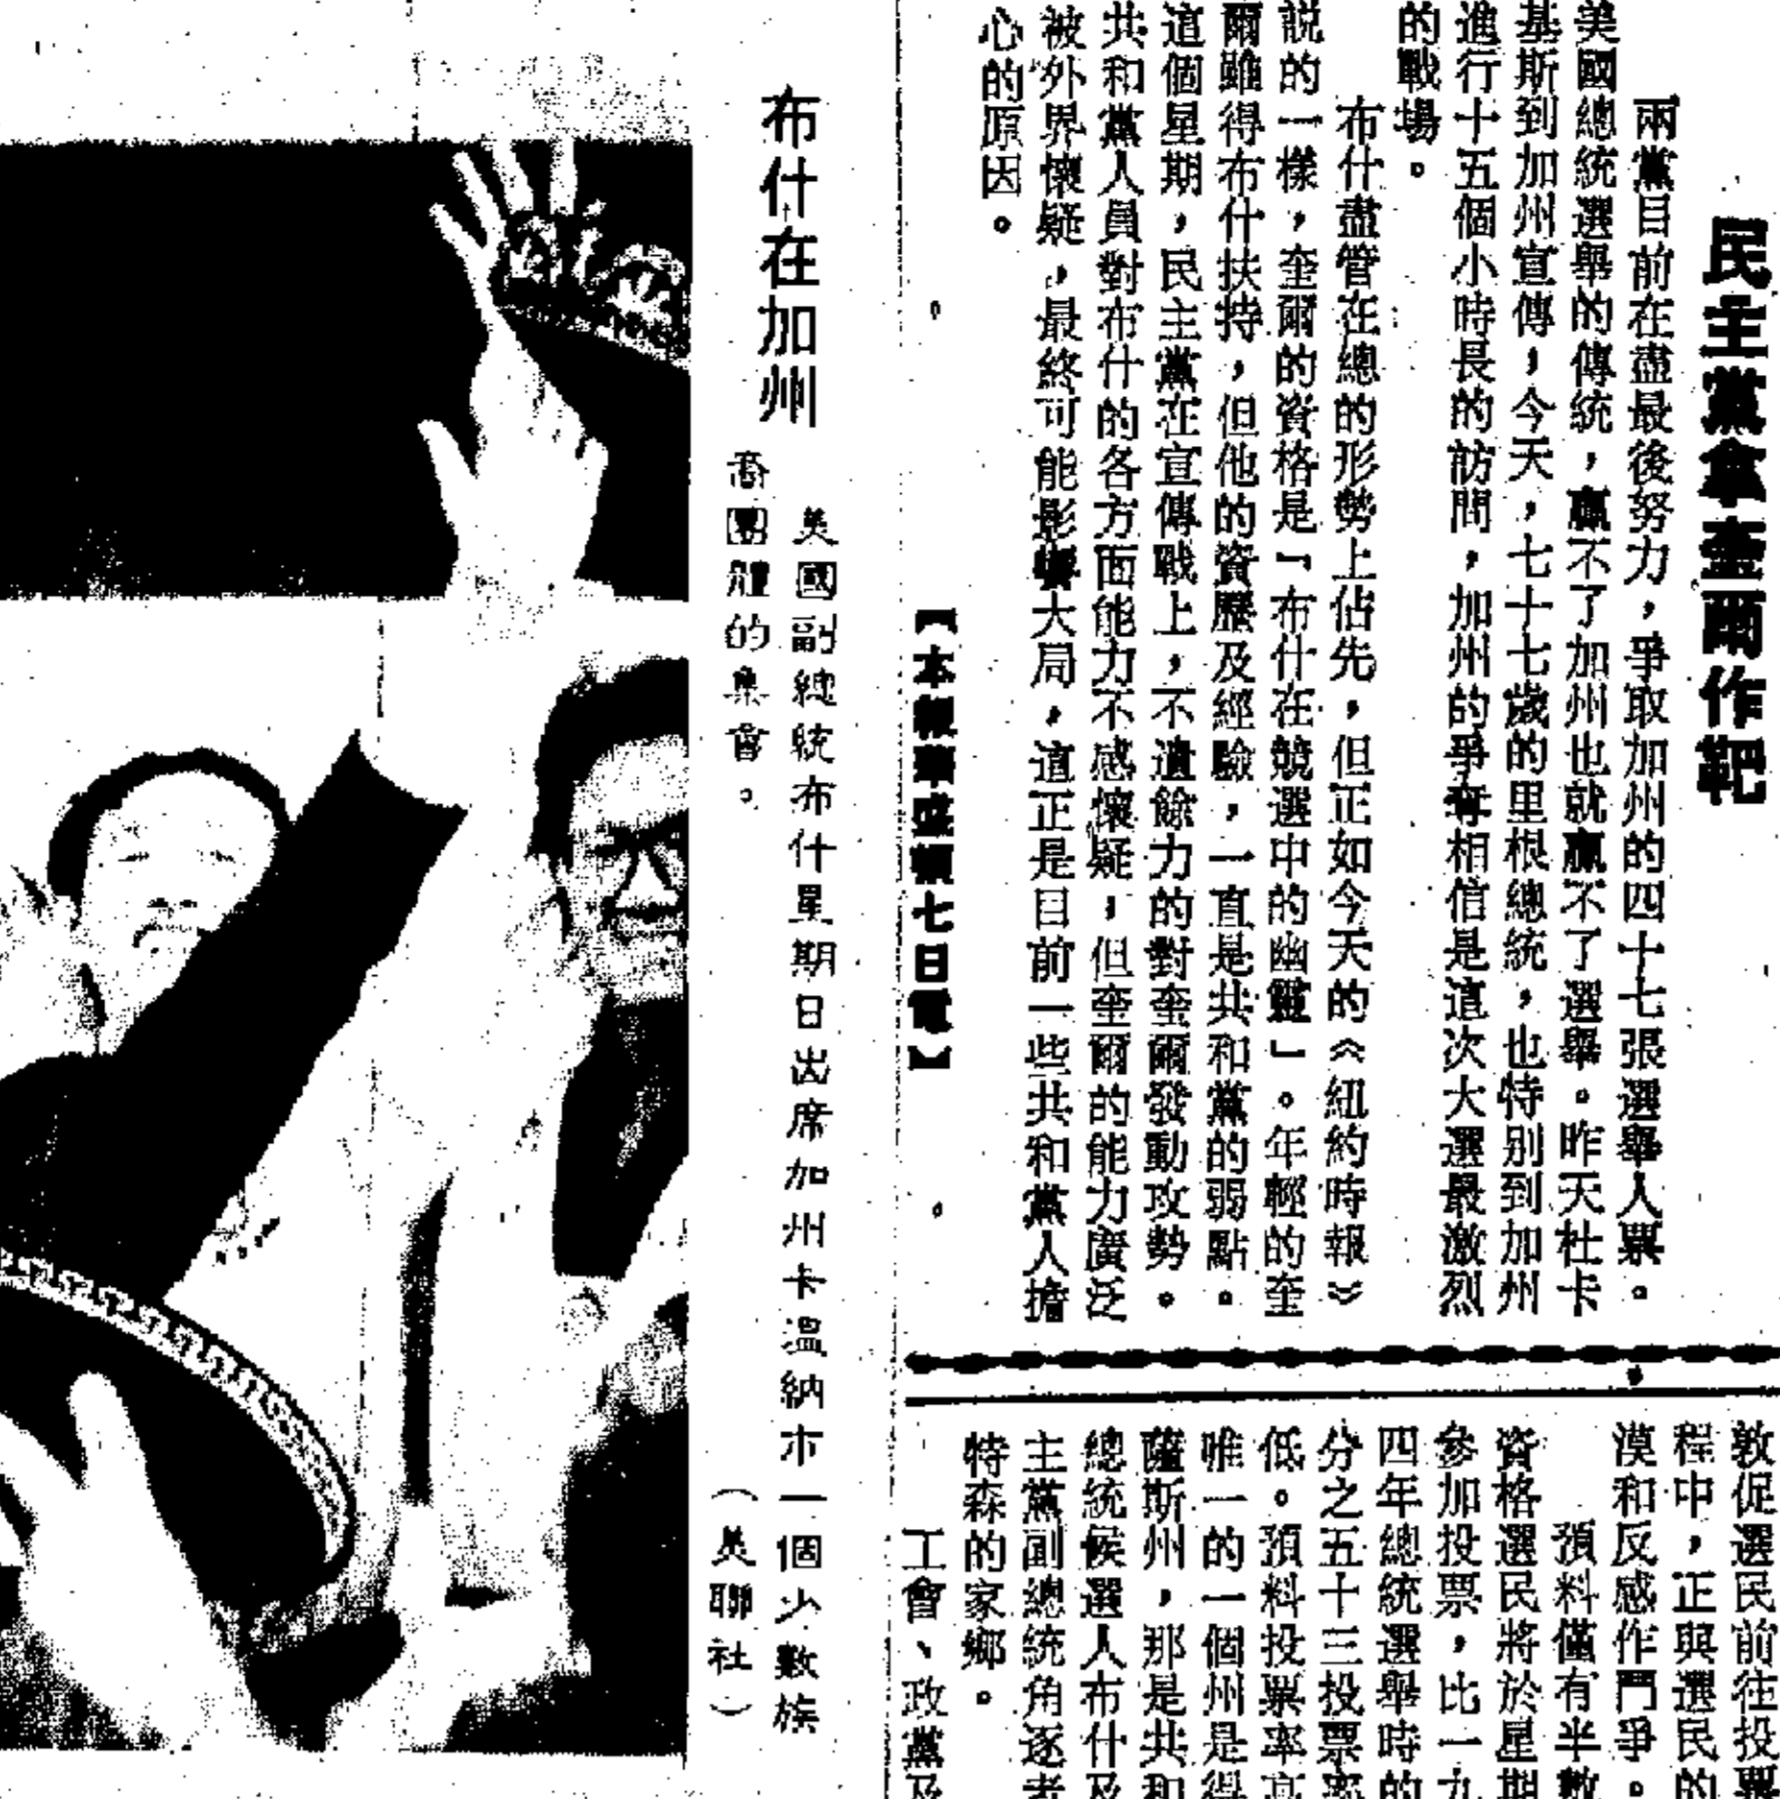 民主黨拿奎爾作靶
兩黨目前在盡最後努力，爭取加州的四十七張選舉人票。
美國總統選舉的傳統，贏不了加州也就贏不了選舉。昨天杜卡
基斯到加州宣傳，今天，七十七歲的里根總統，也特別到加州
進行十五個小時長的訪問，加州的爭奪相信是這次大選最激烈
的戰場。
布什盡管在總的形勢上佔先，但正如今天的《紐約時報》
説的一樣，奎爾的資格是「布什在競選中的幽靈」。年輕的奎
爾雖得布什扶持，但他的資歷及經驗，一直是共和黨的弱點。
這個星期，民主黨在宣傳戰上，不遺餘力的對奎爾發動攻勢。
共和黨人員對布什的各方面能力不感懷疑，但奎爾的能力廣泛
被外界懷疑，最終可能影響大局，這正是目前一些共和黨人擔
心的原因。
【本報華盛頓七日電】
布什在加州
美國副總統布什星期日出席加州卡溫納市一個少數族
裔團體的集會。
（美聯社）
敦促選民前往投票
程中，正與選民的
漠和反感作鬥爭。
預料僅有半數
資格選民將於星期
參加投票，比一九
四年總統選舉時的
分之五十三投票率
低。預料投票率高
唯一的一個州是得
薩斯州，那是共和
總統候選人布什及
主黨副總統角逐者
特森的家鄉。
工會、政黨及